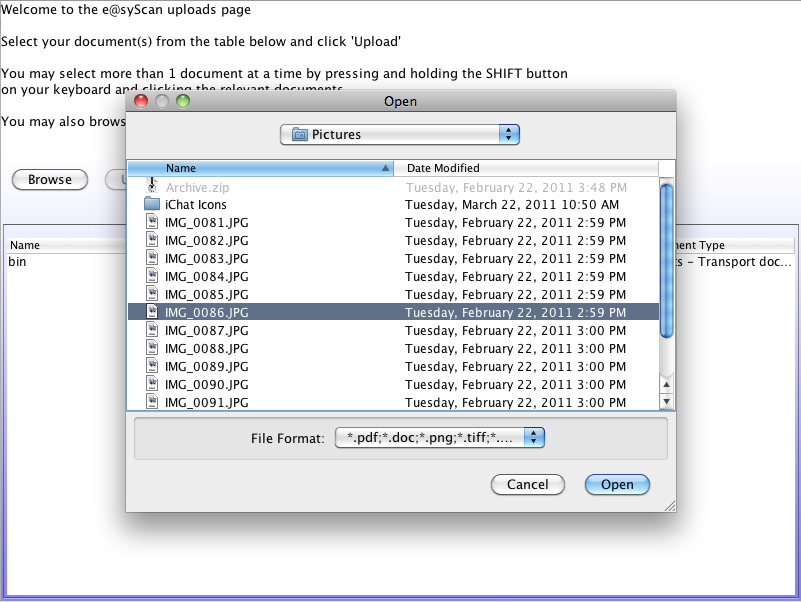 Welcome to the e@syScan uploads page
Select your document(s) from the table below and click 'Upload'
You may select more than 1 document at a time by pressing and holding the SHIFT button
on your keyboard and clicking the relevant documents
You may also brows
Open
Pictures
Browse
Name Date Modified
Archive.zip Tuesday, February 22, 2011 3:48 PM
iChat Icons Tuesday, March 22, 2011 10:50 AM
IMG_0081.JPG Tuesday, February 22, 2011 2:59 PM
IMG_0082.JPG Tuesday, February 22, 2011 2:59 PM
IMG_0083.JPG Tuesday, February 22, 2011 2:59 PM
IMG_0084.JPG Tuesday, February 22, 2011 2:59 PM
IMG_0085.JPG Tuesday, February 22, 2011 2:59 PM
IMG_0086.JPG Tuesday, February 22, 2011 2:59 PM
IMG_0087.JPG Tuesday, February 22, 2011 3:00 PM
IMG_0088.JPG Tuesday, February 22, 2011 3:00 PM
IMG_0089.JPG Tuesday, February 22, 2011 3:00 PM
IMG_0090.JPG Tuesday, February 22, 2011 3:00 PM
IMG_0091.JPG Tuesday, February 22, 2011 3:00 PM
Name
ment Type
bin
ts - Transport doc...
File Format: *.pdf;*.doc;*.png;*.tiff;*....
Cancel Open